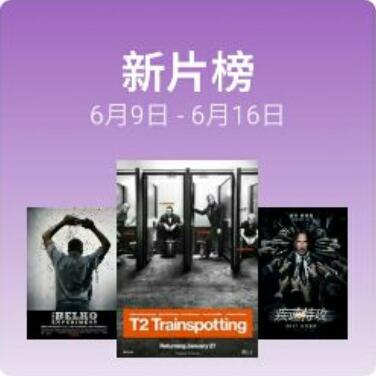 新片榜
6月9日 - 6月16日
THE
BELKO
EXPERIMENT
T2 Trainspotting
Returning January 27
疾速特攻